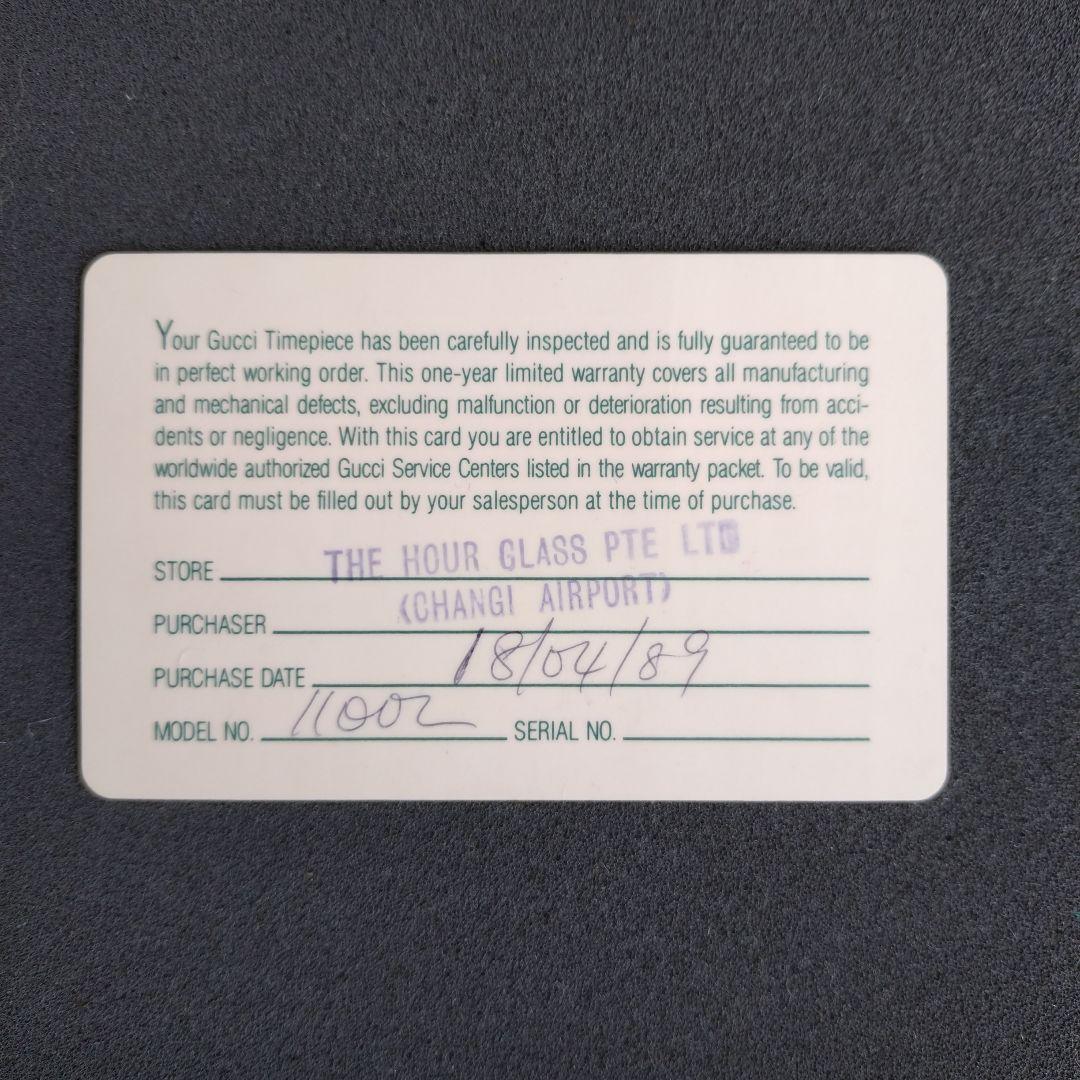 Your Gucci Timepiece has been carefully inspected and is fully guaranteed to be
in perfect working order. This one-year limited warranty covers all manufacturing
and mechanical defects, excluding malfunction or deterioration resulting from acci-
dents or negligence. With this card you are entitled to obtain service at any of the
worldwide authorized Gucci Service Centers listed in the warranty packet. To be valid,
this card must be filled out by your salesperson at the time of purchase.
STORE THE HOUR GLASS PTE LTD
(CHANGI AIRPORT)
PURCHASER
PURCHASE DATE 18/04/89
MODEL NO. 11002 SERIAL NO.